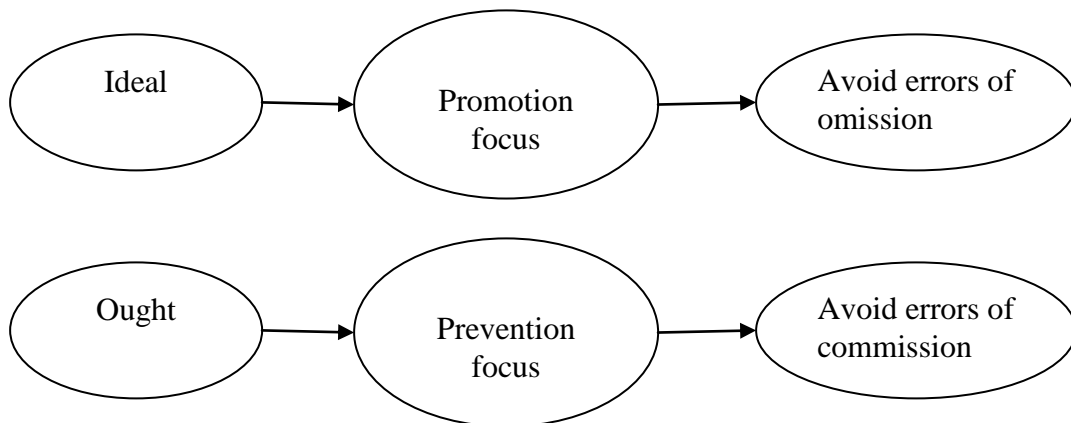 Ideal
Promotion
focus
Avoid errors of
omission
Ought
Prevention
focus
Avoid errors of
commission